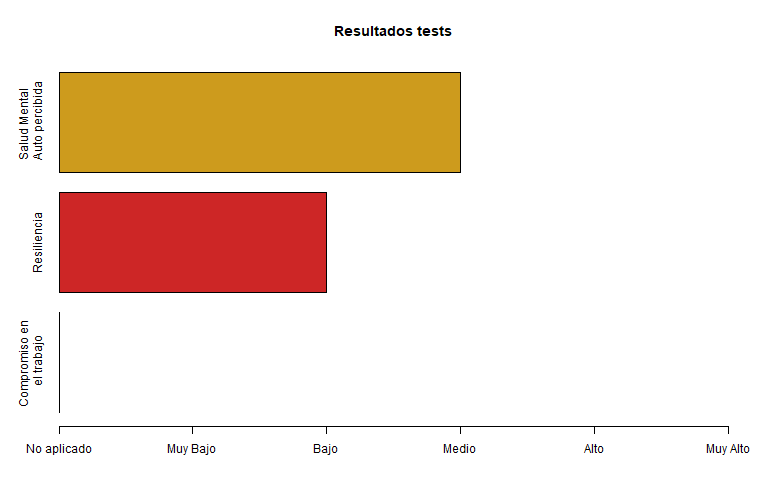 Resultados tests
Salud Mental
Auto percibida
Resiliencia
Compromiso en
el trabajo
No aplicado
Muy Bajo
Bajo
Medio
Alto
Muy Alto